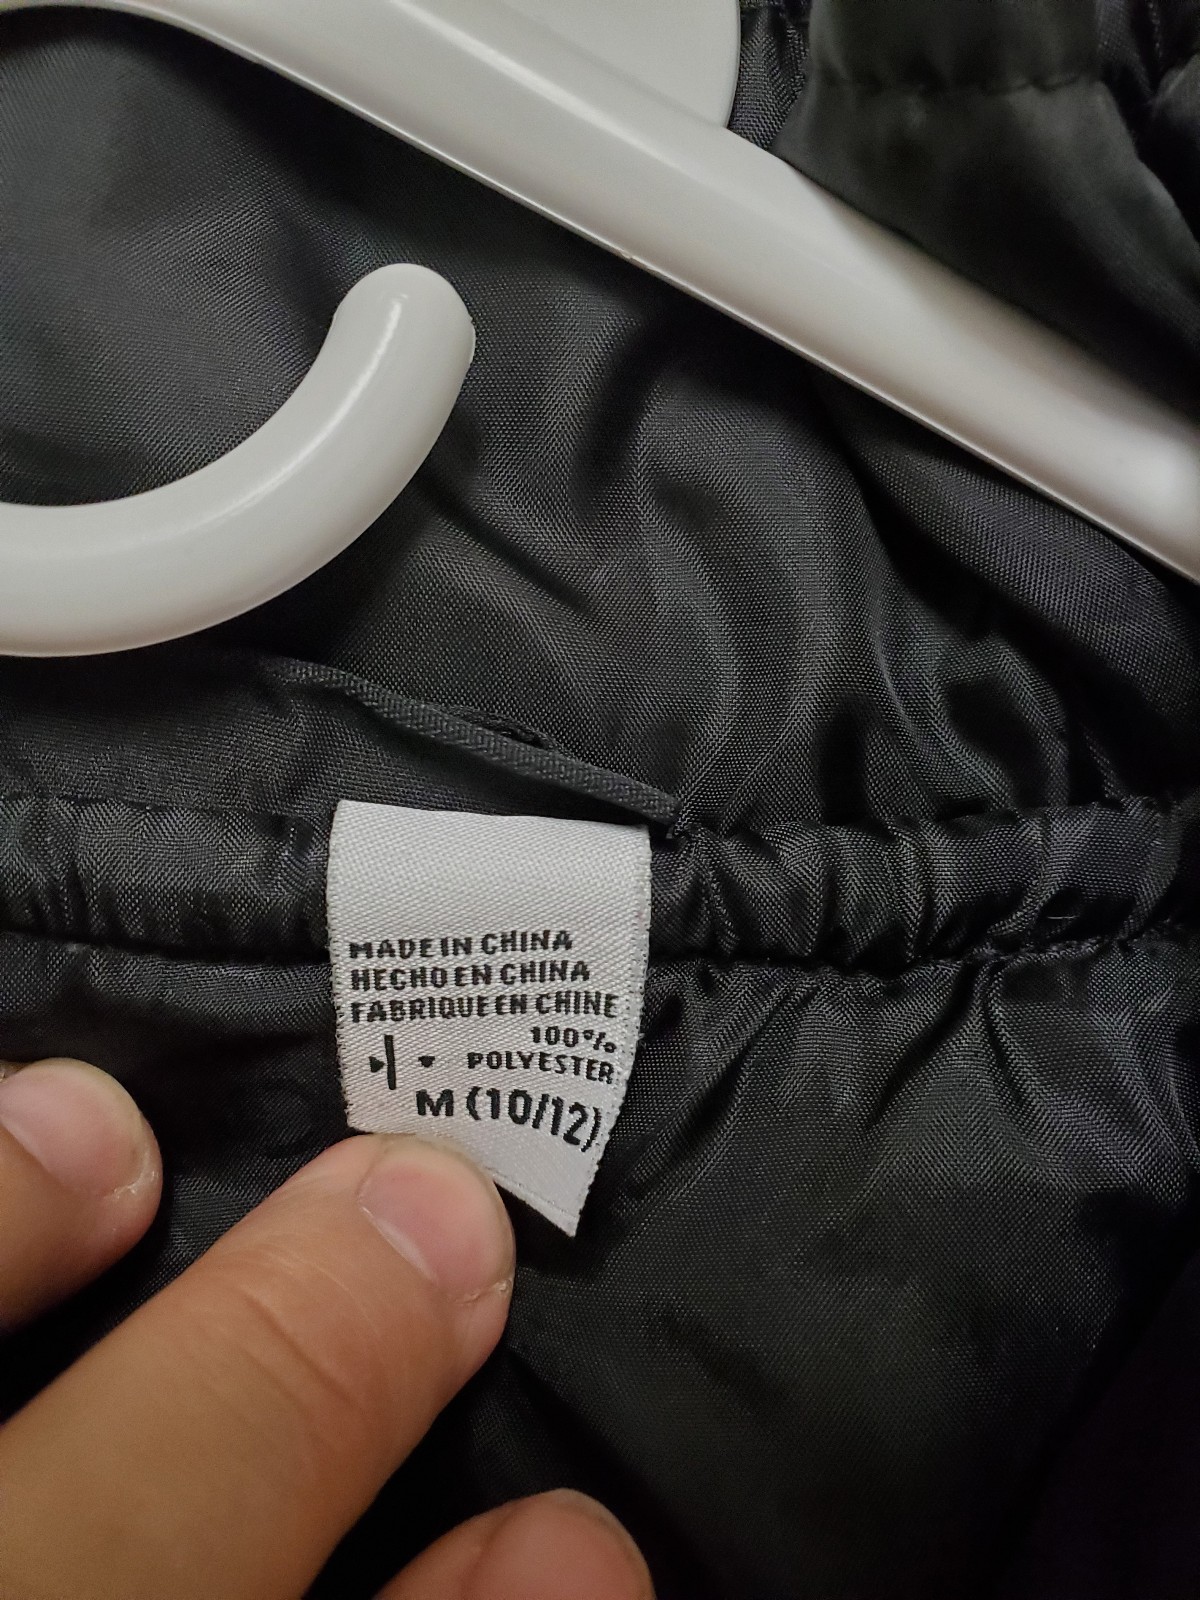 MADE IN CHINA
HECHO EN CHINA
FABRIQUE EN CHINE
100%
POLYESTER
M (10/12)